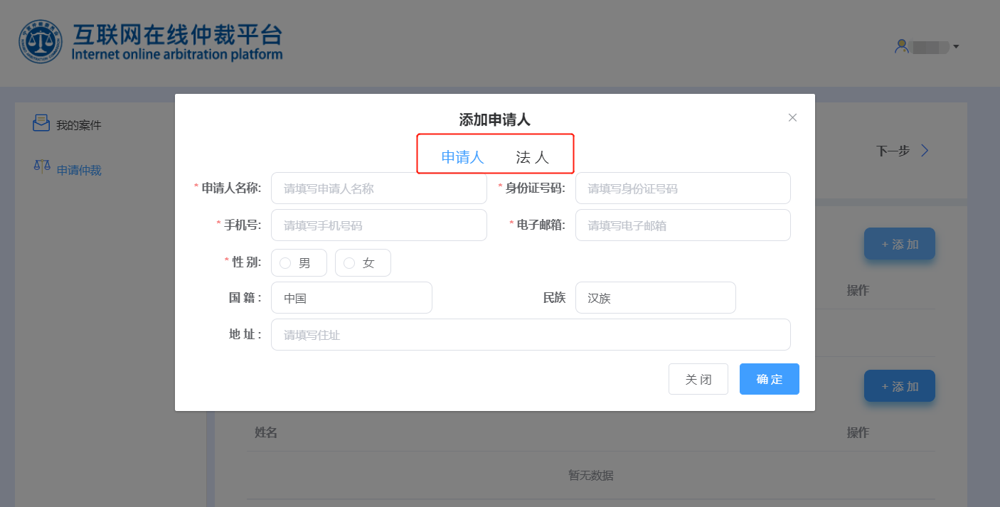 互联网在线仲裁平台
Internet online arbitration platform
我的案件
申请仲裁
下一步
添加申请人
申请人 法 人
* 申请人名称: 请填写申请人名称 * 身份证号码: 请填写身份证号码
* 手机号: 请填写手机号码 * 电子邮箱: 请填写电子邮箱
* 性 别: 男 女
国 籍 : 中国 民族 汉族
地 址 : 请填写住址
关 闭 确 定
+ 添 加
操作
+ 添 加
姓名 操作
暂无数据